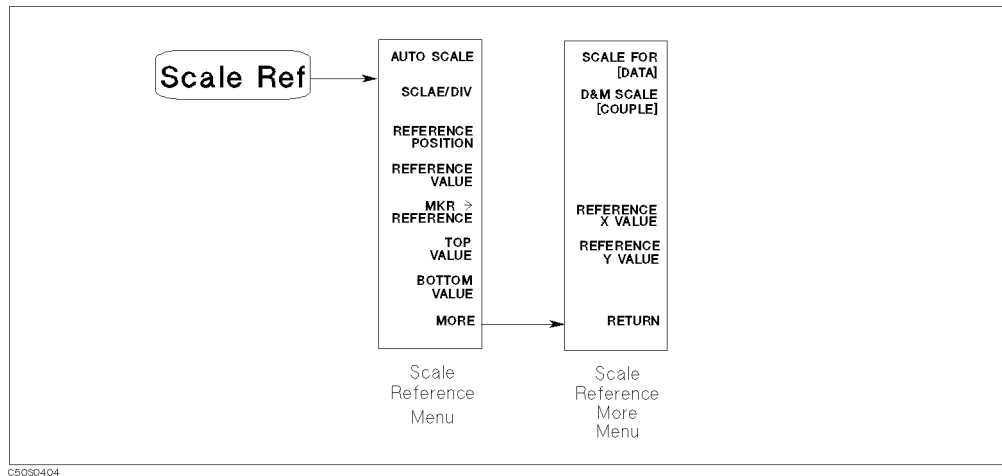 Scale Ref
AUTO SCALE
SCLAE/DIV
REFERENCE
POSITION
REFERENCE
VALUE
MKR →
REFERENCE
TOP
VALUE
BOTTOM
VALUE
MORE
Scale
Reference
Menu
SCALE FOR
[DATA]
D&M SCALE
[COUPLE]
REFERENCE
X VALUE
REFERENCE
Y VALUE
RETURN
Scale
Reference
More
Menu
C50S0404